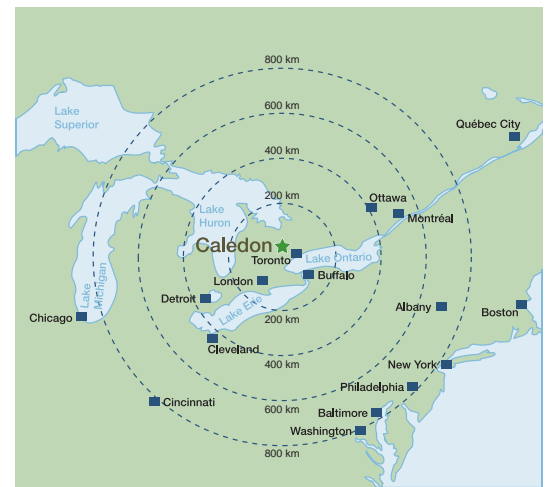 800 km
600 km
400 km
200 km
Lake
Superior
Québec City
Ottawa
Montréal
Lake
Huron
Caledon
Toronto
Lake Ontario
Lake
Michigan
London
Buffalo
Detroit
Lake Erie
Albany
Boston
Chicago
200 km
Cleveland
New York
400 km
Philadelphia
Cincinnati
600 km
Baltimore
Washington
800 km